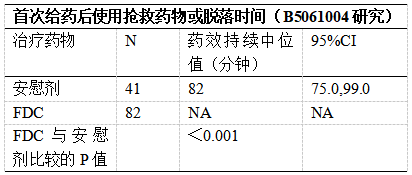 首次给药后使用抢救药物或脱落时间（B5061004 研究）
治疗药物 N 药效持续中位 95%CI
值（分钟）
安慰剂 41 82 75.0,99.0
FDC 82 NA NA
FDC 与安慰 ＜0.001
剂比较的 P 值